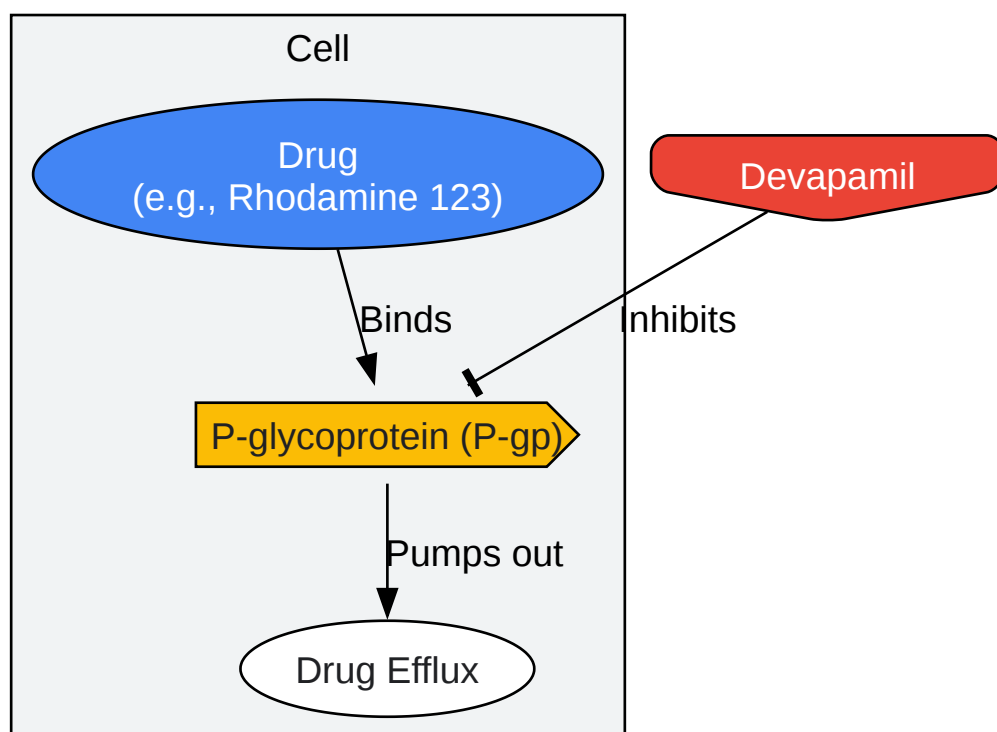 Cell
Drug
(e.g., Rhodamine 123)
Devapamil
Binds
Inhibits
P-glycoprotein (P-gp)
Pumps out
Drug Efflux